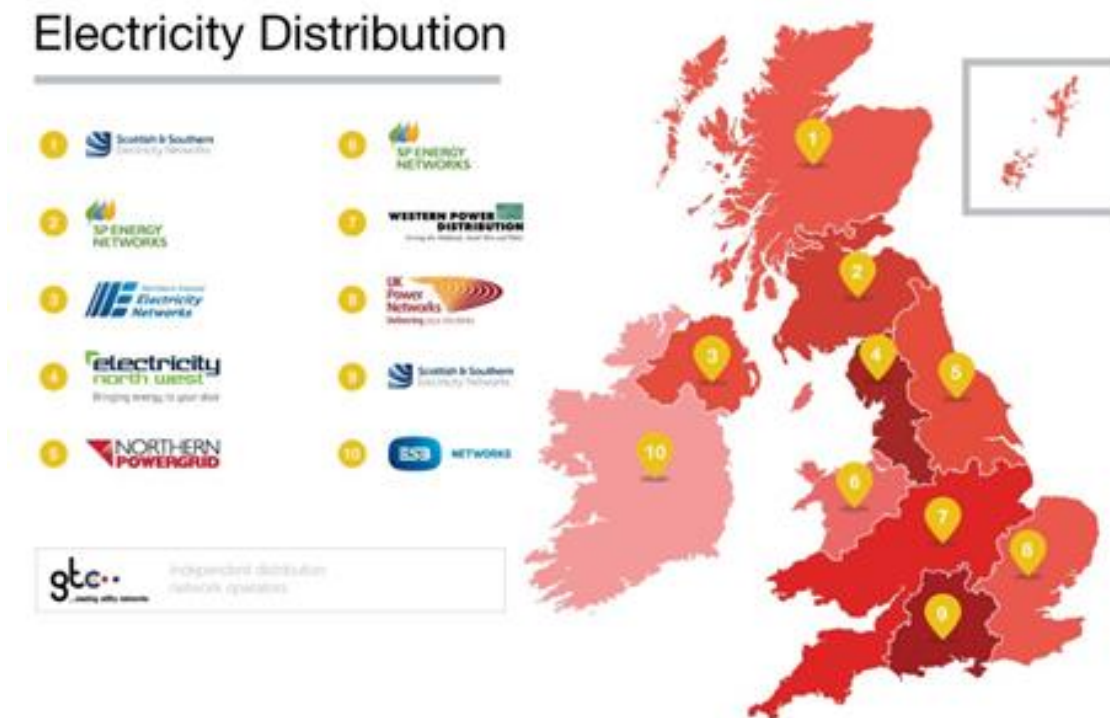 Electricity Distribution
1
Scottish & Southern
Electricity Networks
2
SP ENERGY
NETWORKS
3
Northern Ireland
Electricity
Networks
4
electricity
north west
Bringing energy to your door
5
NORTHERN
POWERGRID
6
SP ENERGY
NETWORKS
7
WESTERN POWER
DISTRIBUTION
8
UK
Power
Networks
9
Scottish & Southern
Electricity Networks
10
ESB NETWORKS
gtc
Independent distribution
network operators
1
2
3
4
5
10
6
7
8
9